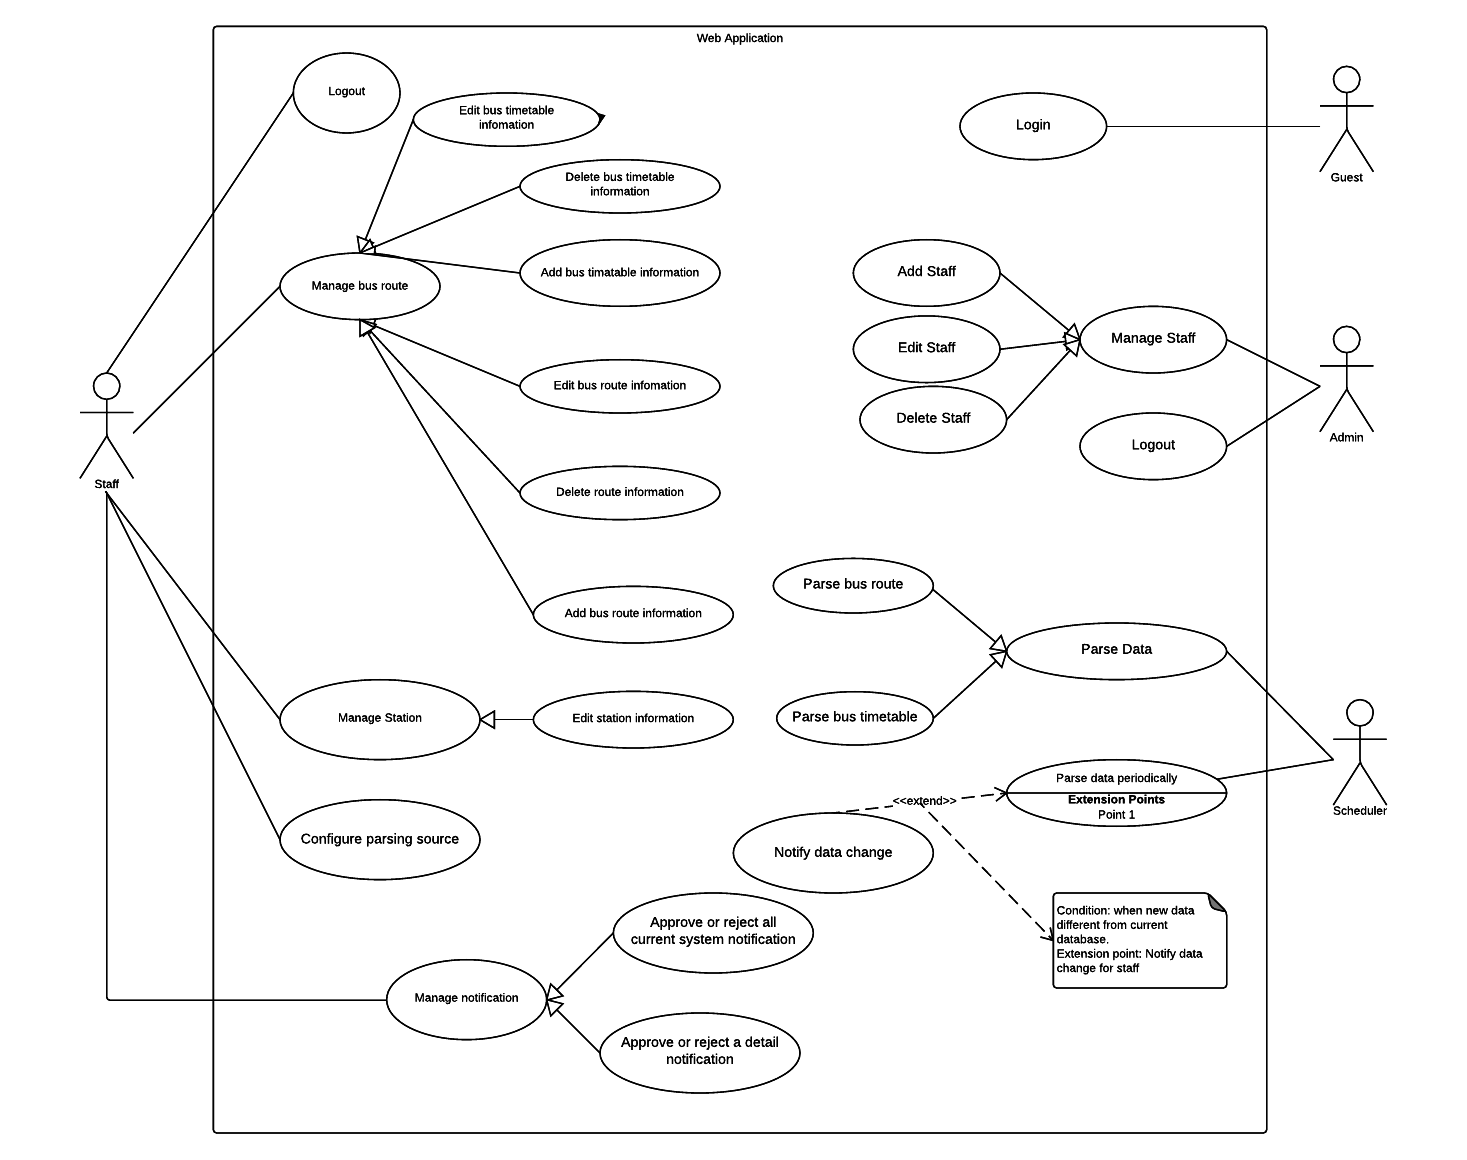 Web Application
Logout
Edit bus timetable
infomation
Login
Guest
Delete bus timetable
information
Add Staff
Add bus timatable information
Manage bus route
Manage Staff
Edit Staff
Edit bus route infomation
Delete Staff
Logout
Admin
Staff
Delete route information
Parse bus route
Add bus route information
Parse Data
Manage Station
Edit station information
Parse bus timetable
Parse data periodically
<<extend>>
Extension Points
Point 1
Scheduler
Configure parsing source
Notify data change
Condition: when new data
different from current
database.
Extension point: Notify data
change for staff
Approve or reject all
current system notification
Manage notification
Approve or reject a detail
notification